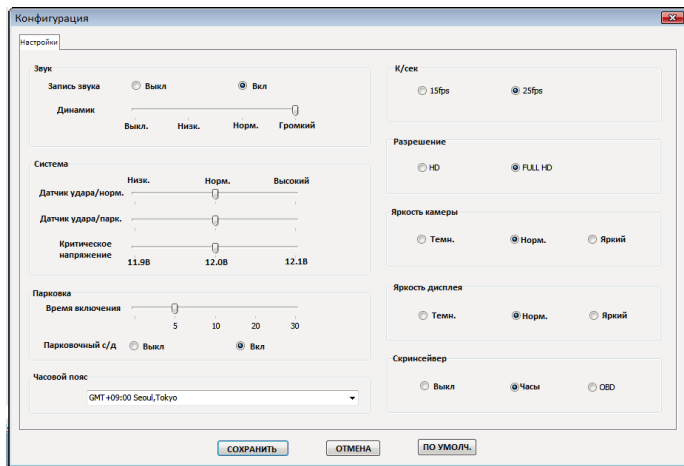 Конфигурация
Настройки
Звук
Запись звука Выкл Вкл
Динамик
Выкл. Низк. Норм. Громкий
Система
Низк. Норм. Высокий
Датчик удара/норм.
Датчик удара/парк.
Критическое
напряжение
11.9В 12.0В 12.1В
Парковка
Время включения
5 10 20 30
Парковочный с/д Выкл Вкл
Часовой пояс
GMT+09:00 Seoul,Tokyo
К/сек
15fps 25fps
Разрешение
HD FULL HD
Яркость камеры
Темн. Норм. Яркий
Яркость дисплея
Темн. Норм. Яркий
Скринсейвер
Выкл Часы OBD
СОХРАНИТЬ ОТМЕНА ПО УМОЛЧ.